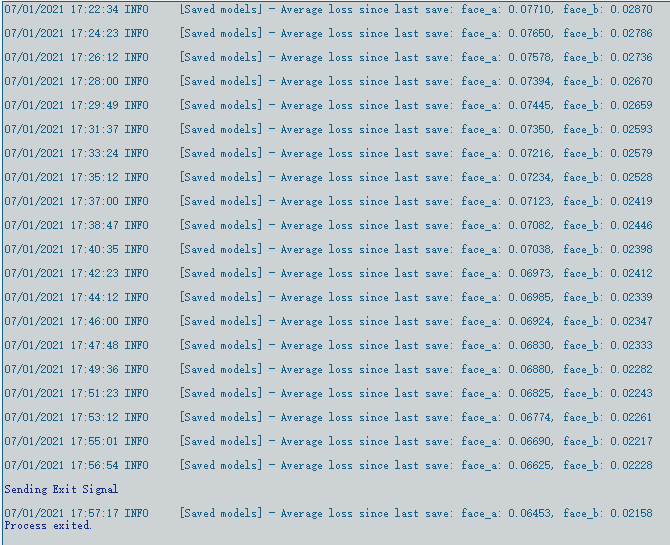 07/01/2021 17:22:34 INFO [Saved models] - Average loss since last save: face_a: 0.07710, face_b: 0.02870
07/01/2021 17:24:23 INFO [Saved models] - Average loss since last save: face_a: 0.07650, face_b: 0.02786
07/01/2021 17:26:12 INFO [Saved models] - Average loss since last save: face_a: 0.07578, face_b: 0.02736
07/01/2021 17:28:00 INFO [Saved models] - Average loss since last save: face_a: 0.07394, face_b: 0.02670
07/01/2021 17:29:49 INFO [Saved models] - Average loss since last save: face_a: 0.07445, face_b: 0.02659
07/01/2021 17:31:37 INFO [Saved models] - Average loss since last save: face_a: 0.07350, face_b: 0.02593
07/01/2021 17:33:24 INFO [Saved models] - Average loss since last save: face_a: 0.07216, face_b: 0.02579
07/01/2021 17:35:12 INFO [Saved models] - Average loss since last save: face_a: 0.07234, face_b: 0.02528
07/01/2021 17:37:00 INFO [Saved models] - Average loss since last save: face_a: 0.07123, face_b: 0.02419
07/01/2021 17:38:47 INFO [Saved models] - Average loss since last save: face_a: 0.07082, face_b: 0.02446
07/01/2021 17:40:35 INFO [Saved models] - Average loss since last save: face_a: 0.07038, face_b: 0.02398
07/01/2021 17:42:23 INFO [Saved models] - Average loss since last save: face_a: 0.06973, face_b: 0.02412
07/01/2021 17:44:12 INFO [Saved models] - Average loss since last save: face_a: 0.06985, face_b: 0.02339
07/01/2021 17:46:00 INFO [Saved models] - Average loss since last save: face_a: 0.06924, face_b: 0.02347
07/01/2021 17:47:48 INFO [Saved models] - Average loss since last save: face_a: 0.06830, face_b: 0.02333
07/01/2021 17:49:36 INFO [Saved models] - Average loss since last save: face_a: 0.06880, face_b: 0.02282
07/01/2021 17:51:23 INFO [Saved models] - Average loss since last save: face_a: 0.06825, face_b: 0.02243
07/01/2021 17:53:12 INFO [Saved models] - Average loss since last save: face_a: 0.06774, face_b: 0.02261
07/01/2021 17:55:01 INFO [Saved models] - Average loss since last save: face_a: 0.06690, face_b: 0.02217
07/01/2021 17:56:54 INFO [Saved models] - Average loss since last save: face_a: 0.06625, face_b: 0.02228
Sending Exit Signal
07/01/2021 17:57:17 INFO [Saved models] - Average loss since last save: face_a: 0.06453, face_b: 0.02158
Process exited.